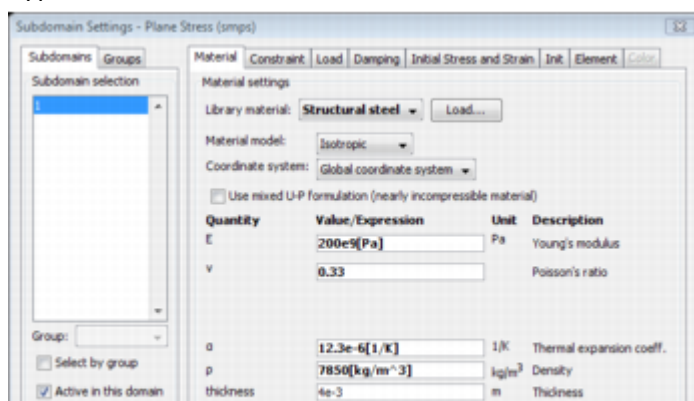 Subdomain Settings - Plane Stress (smps)
Subdomains Groups
Subdomain selection
1
Group:
Select by group
Active in this domain
Material Constraint Load Damping Initial Stress and Strain Init Element Color
Material settings
Library material: Structural steel Load...
Material model: Isotropic
Coordinate system: Global coordinate system
Use mixed U-P formulation (nearly incompressible material)
Quantity Value/Expression Unit Description
E 200e9[Pa] Pa Young's modulus
ν 0.33 Poisson's ratio
α 12.3e-6[1/K] 1/K Thermal expansion coeff.
ρ 7850[kg/m^3] kg/m³ Density
thickness 4e-3 m Thickness